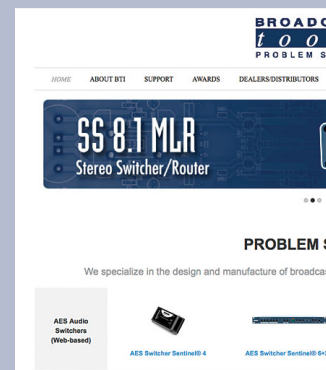 BROADC
too
PROBLEM S
HOME ABOUT BTI SUPPORT AWARDS DEALERS/DISTRIBUTORS
SS 8.1 MLR
Stereo Switcher/Router
PROBLEM S
We specialize in the design and manufacture of broadcas
AES Audio
Switchers
(Web-based)
AES Switcher Sentinel® 4 AES Switcher Sentinel® 6×